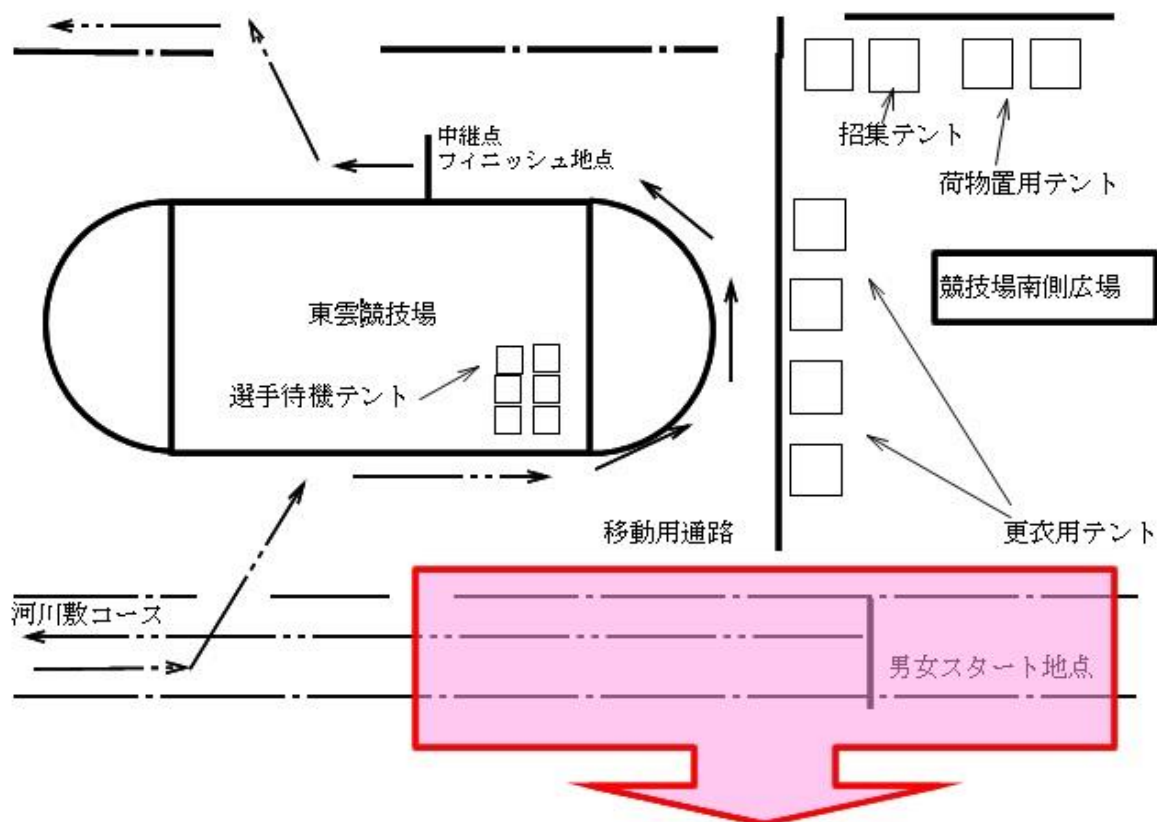 中継点
フィニッシュ地点
招集テント
荷物置用テント
競技場南側広場
東雲競技場
選手待機テント
移動用通路
更衣用テント
河川敷コース
男女スタート地点